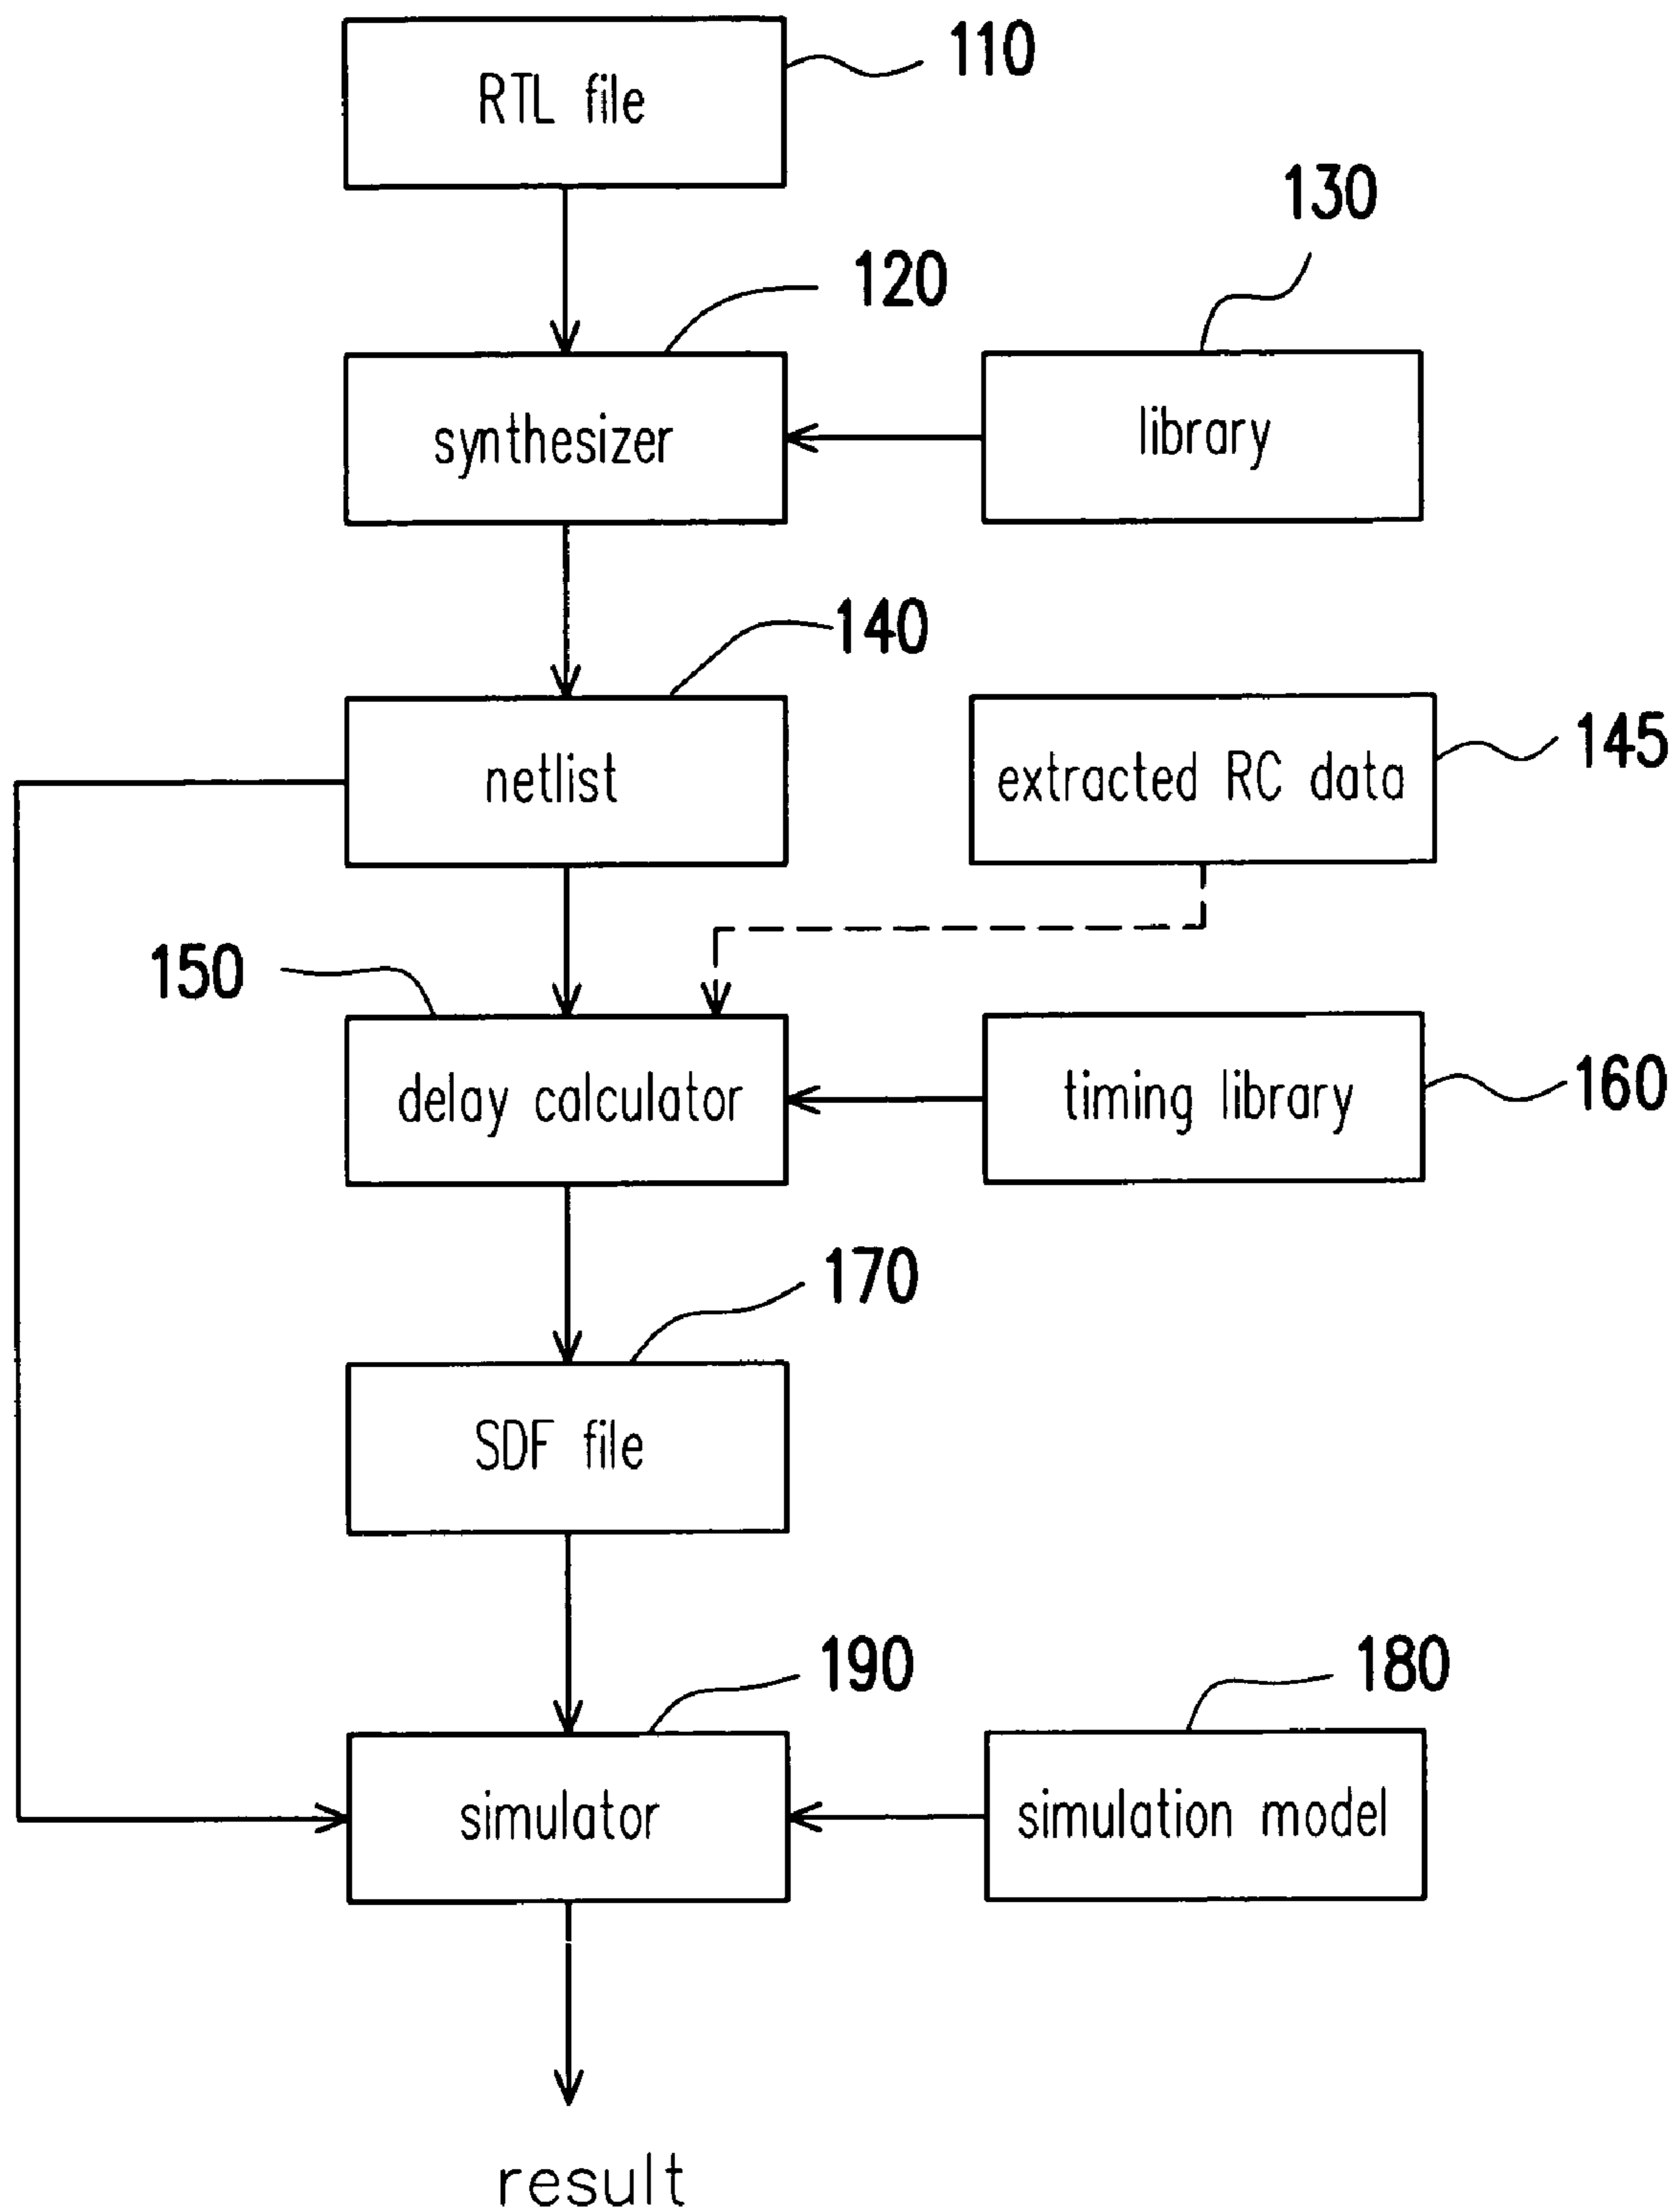 110
RTL file
130
120
synthesizer
library
140
145
netlist
extracted RC data
150
delay calculator
timing library
160
170
SDF file
190
180
simulator
simulation model
result